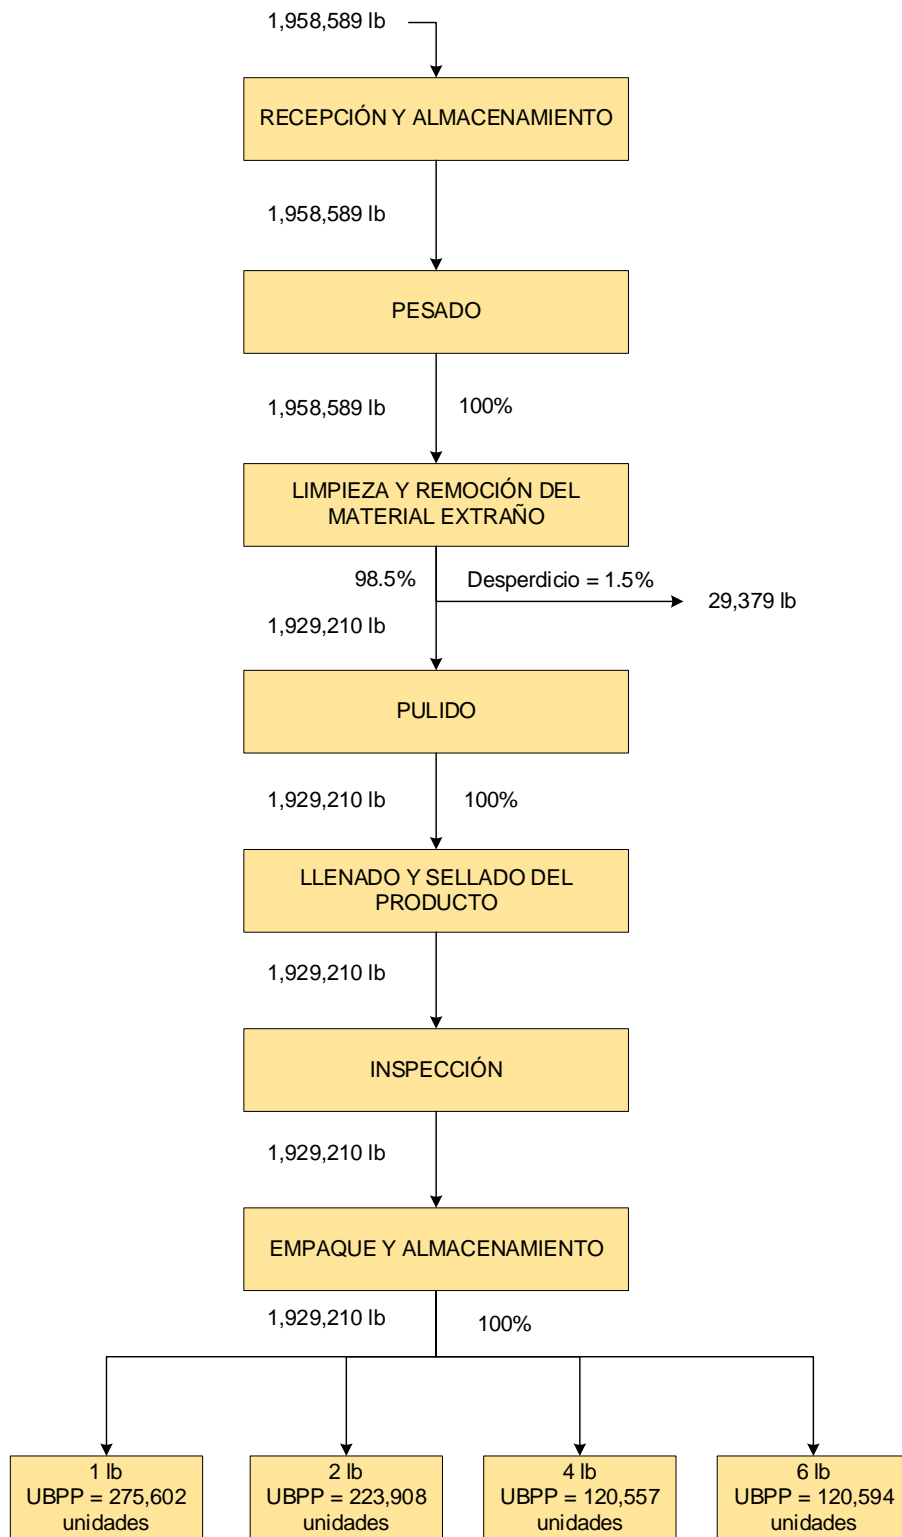 1,958,589 lb
RECEPCIÓN Y ALMACENAMIENTO
1,958,589 lb
PESADO
1,958,589 lb
100%
LIMPIEZA Y REMOCIÓN DEL
MATERIAL EXTRAÑO
98.5%
Desperdicio = 1.5%
29,379 lb
1,929,210 lb
PULIDO
1,929,210 lb
100%
LLENADO Y SELLADO DEL
PRODUCTO
1,929,210 lb
INSPECCIÓN
1,929,210 lb
EMPAQUE Y ALMACENAMIENTO
1,929,210 lb
100%
1 lb
UBPP = 275,602
unidades
2 lb
UBPP = 223,908
unidades
4 lb
UBPP = 120,557
unidades
6 lb
UBPP = 120,594
unidades